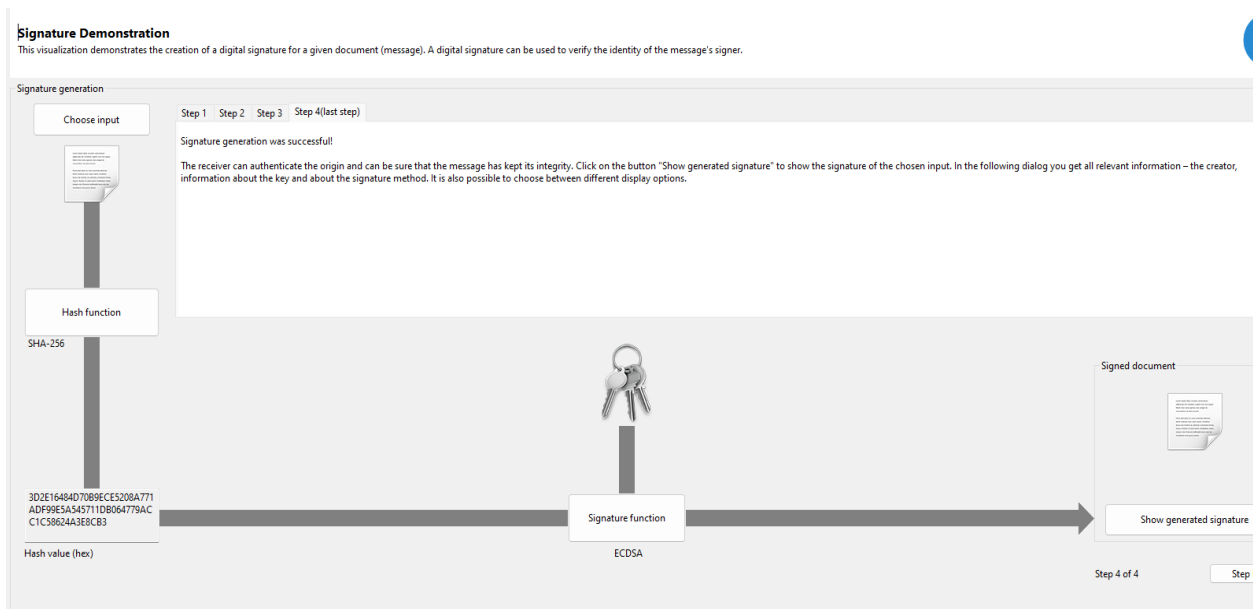 Signature Demonstration
This visualization demonstrates the creation of a digital signature for a given document (message). A digital signature can be used to verify the identity of the message's signer.
Signature generation
Choose input
Step 1 Step 2 Step 3 Step 4(last step)
Signature generation was successful!
The receiver can authenticate the origin and can be sure that the message has kept its integrity. Click on the button "Show generated signature" to show the signature of the chosen input. In the following dialog you get all relevant information – the creator,
information about the key and about the signature method. It is also possible to choose between different display options.
Hash function
SHA-256
Signed document
3D2E16484D70B9ECE5208A771
ADF99E5A545711DB064779AC
C1C58624A3E8CB3
Signature function
Show generated signature
Hash value (hex)
ECDSA
Step 4 of 4
Step